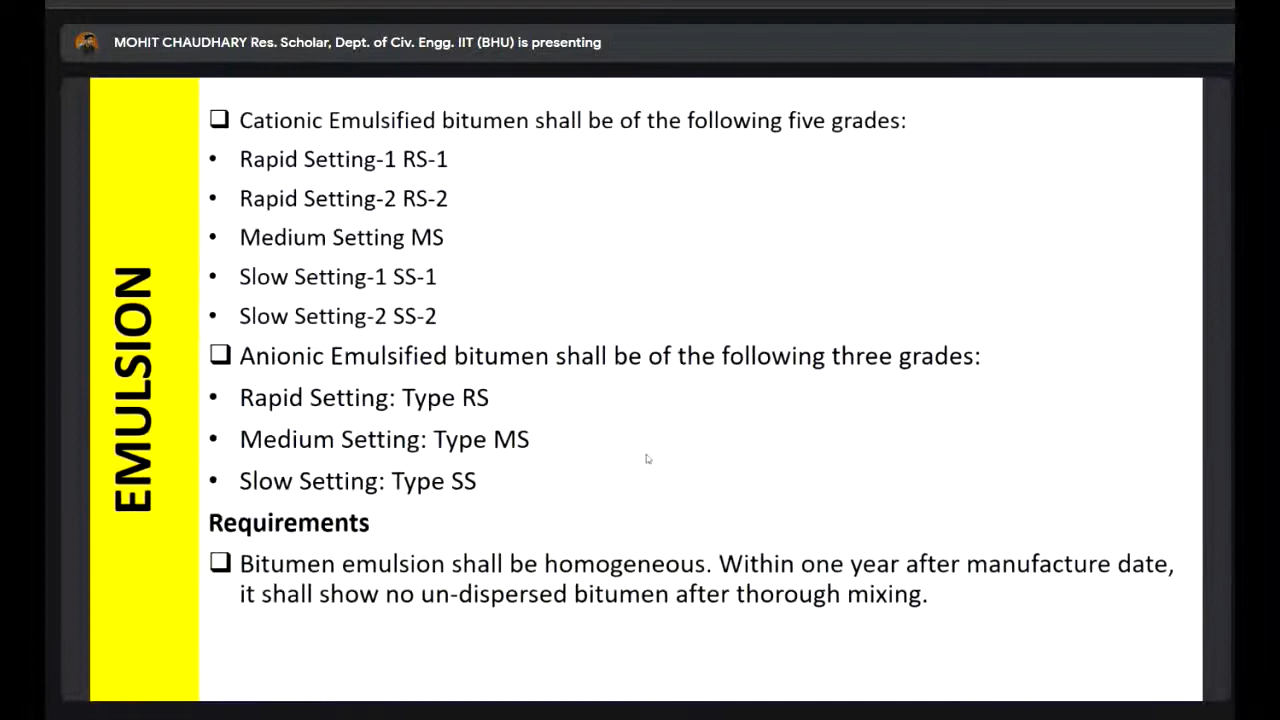 MOHIT CHAUDHARY Res. Scholar, Dept. of Civ. Engg. IIT (BHU) is presenting
EMULSION
Cationic Emulsified bitumen shall be of the following five grades:
Rapid Setting-1 RS-1
Rapid Setting-2 RS-2
Medium Setting MS
Slow Setting-1 SS-1
Slow Setting-2 SS-2
Anionic Emulsified bitumen shall be of the following three grades:
Rapid Setting: Type RS
Medium Setting: Type MS
Slow Setting: Type SS
Requirements
Bitumen emulsion shall be homogeneous. Within one year after manufacture date,
it shall show no un-dispersed bitumen after thorough mixing.